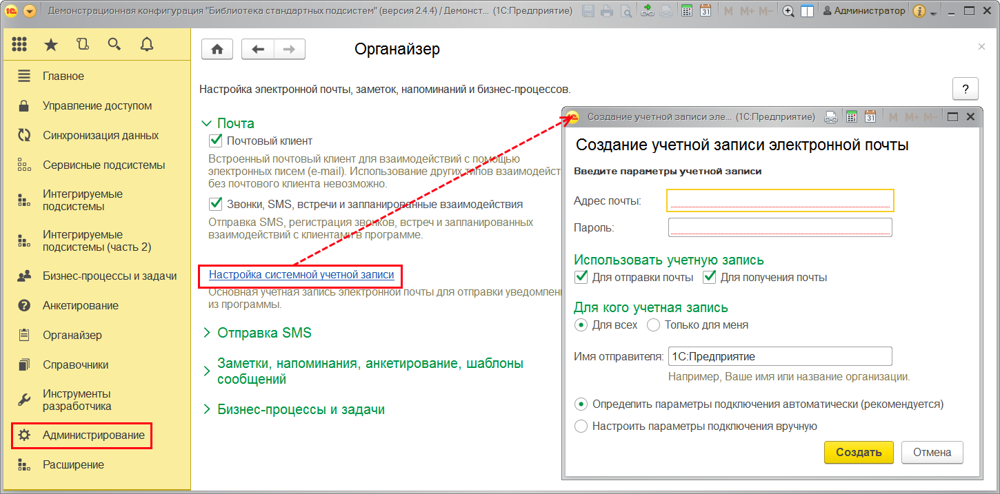 Демонстрационная конфигурация "Библиотека стандартных подсистем" (версия 2.4.4) / Демонст... (1С:Предприятие)
31
M M+ M−
Администратор
Главное
Управление доступом
Синхронизация данных
Сервисные подсистемы
Интегрируемые
подсистемы
Интегрируемые
подсистемы (часть 2)
Бизнес-процессы и задачи
Анкетирование
Органайзер
Справочники
Инструменты
разработчика
Администрирование
Расширение
Органайзер
Настройка электронной почты, заметок, напоминаний и бизнес-процессов.
?
Почта
Почтовый клиент
Встроенный почтовый клиент для взаимодействий с помощью
электронных писем (e-mail). Использование других типов взаимодейст
без почтового клиента невозможно.
Звонки, SMS, встречи и запланированные взаимодействия
Отправка SMS, регистрация звонков, встреч и запланированных
взаимодействий с клиентами в программе.
Настройка системной учетной записи
Основная учетная запись электронной почты для отправки уведомлени
из программы.
Отправка SMS
Заметки, напоминания, анкетирование, шаблоны
сообщений
Бизнес-процессы и задачи
Создание учетной записи эле... (1С:Предприятие)
31
M M+ M−
Создание учетной записи электронной почты
Введите параметры учетной записи
Адрес почты:
Пароль:
Использовать учетную запись
Для отправки почты Для получения почты
Для кого учетная запись
Для всех Только для меня
Имя отправителя: 1С:Предприятие
Например, Ваше имя или название организации.
Определить параметры подключения автоматически (рекомендуется)
Настроить параметры подключения вручную
Создать Отмена